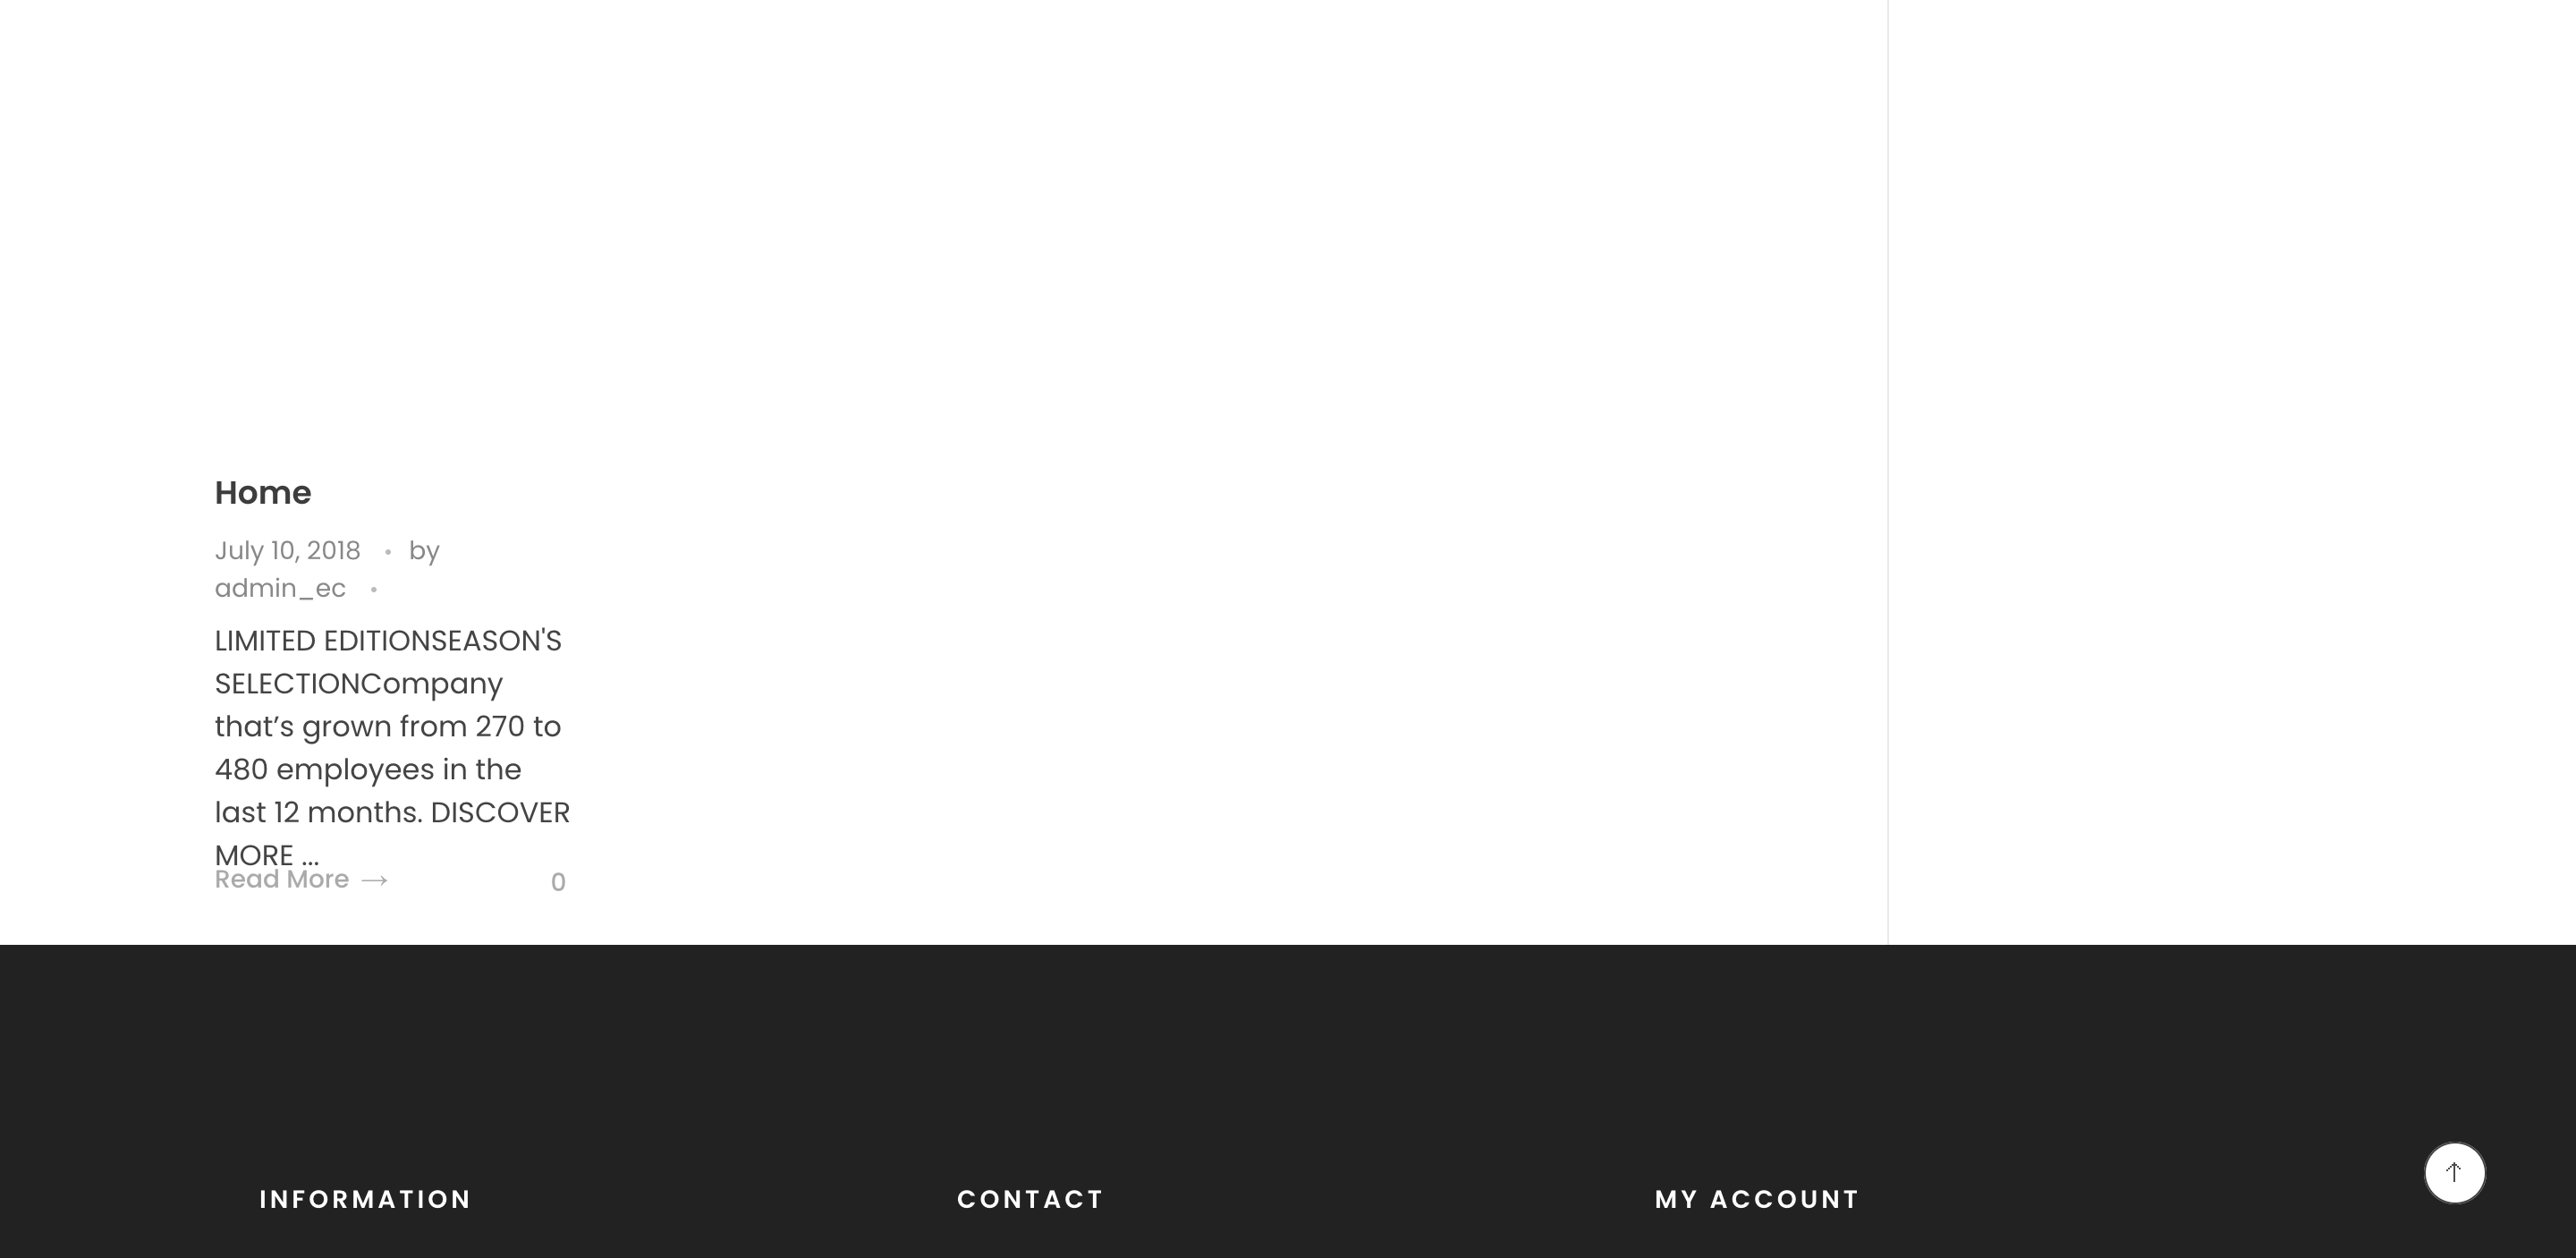 Home
July 10, 2018 • by
admin_ec •
LIMITED EDITIONSEASON'S
SELECTIONCompany
that’s grown from 270 to
480 employees in the
last 12 months. DISCOVER
MORE ...
Read More → 0
INFORMATION CONTACT MY ACCOUNT